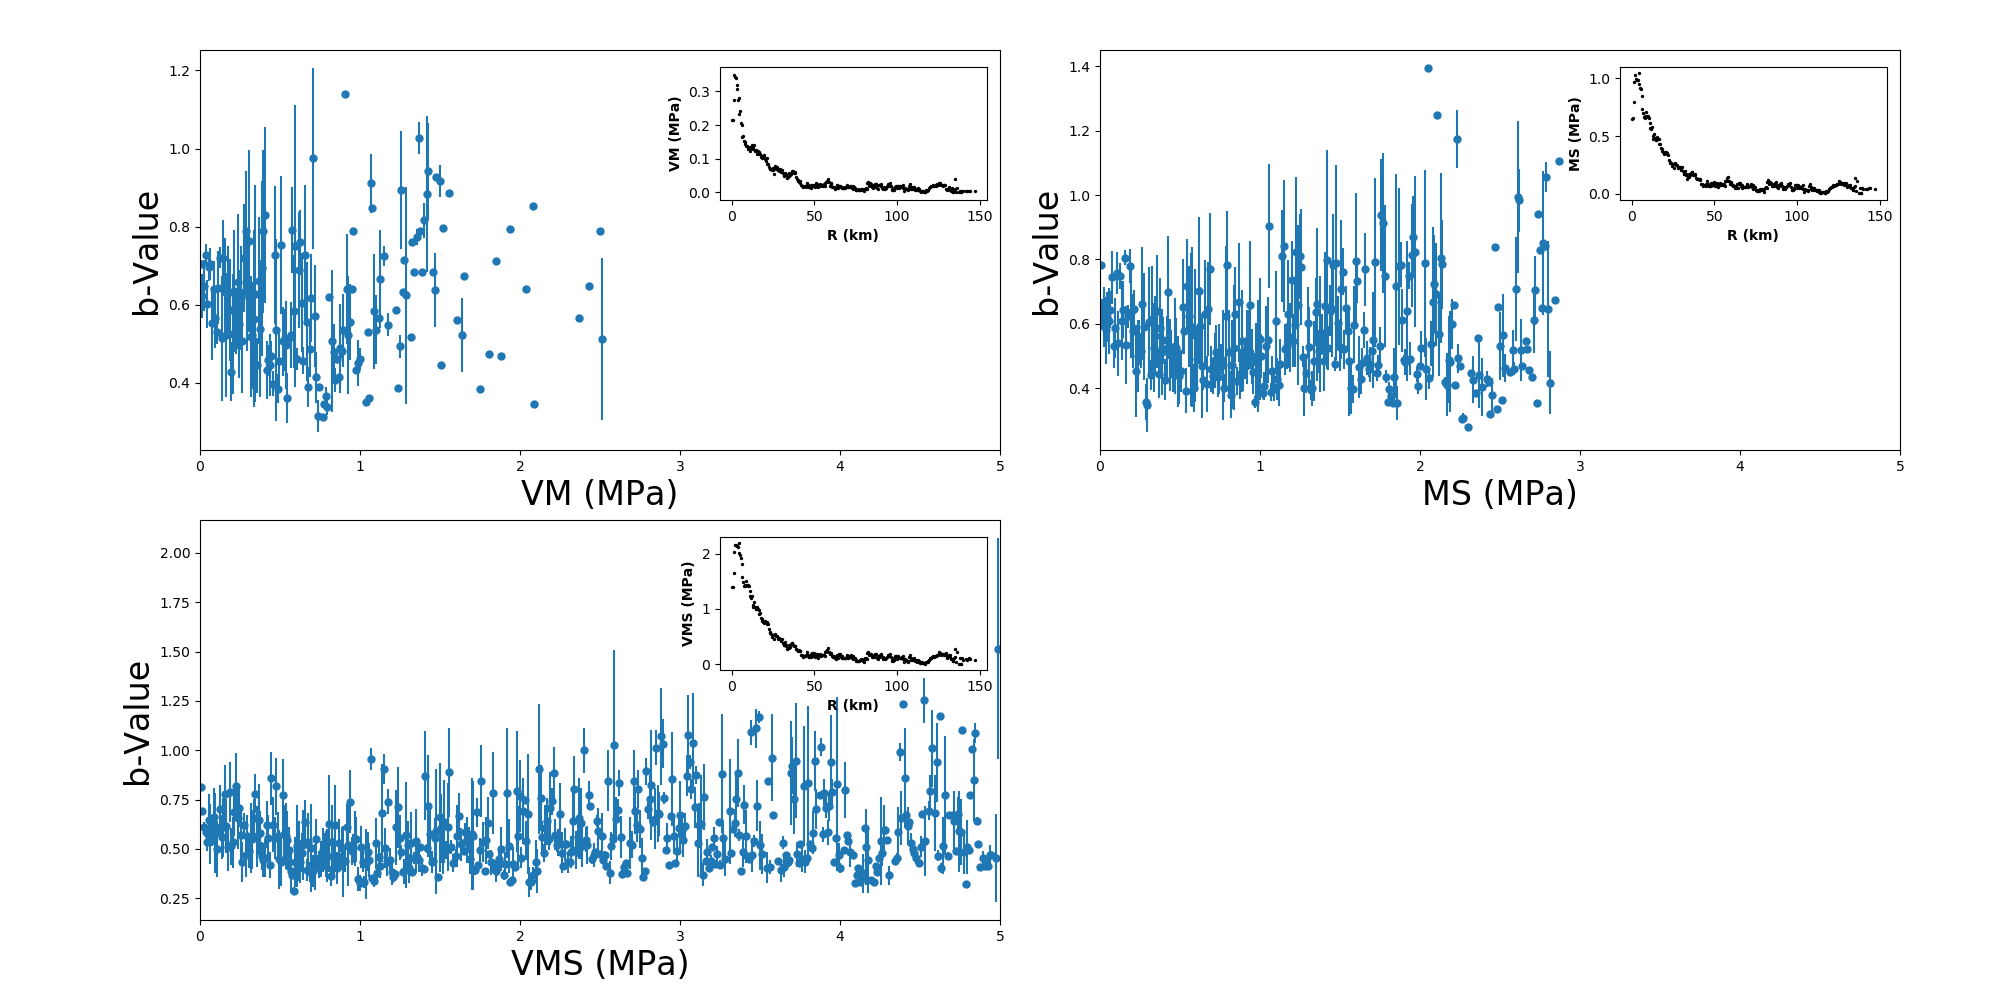 1.2
1.0
0.8
0.6
0.4
b-Value
0 1 2 3 4 5
VM (MPa)
0.3
0.2
0.1
0.0
VM (MPa)
0 50 100 150
R (km)
1.4
1.2
1.0
0.8
0.6
0.4
b-Value
0 1 2 3 4 5
MS (MPa)
1.0
0.5
0.0
MS (MPa)
0 50 100 150
R (km)
2.00
1.75
1.50
1.25
1.00
0.75
0.50
0.25
b-Value
0 1 2 3 4 5
VMS (MPa)
2
1
0
VMS (MPa)
0 50 100 150
R (km)